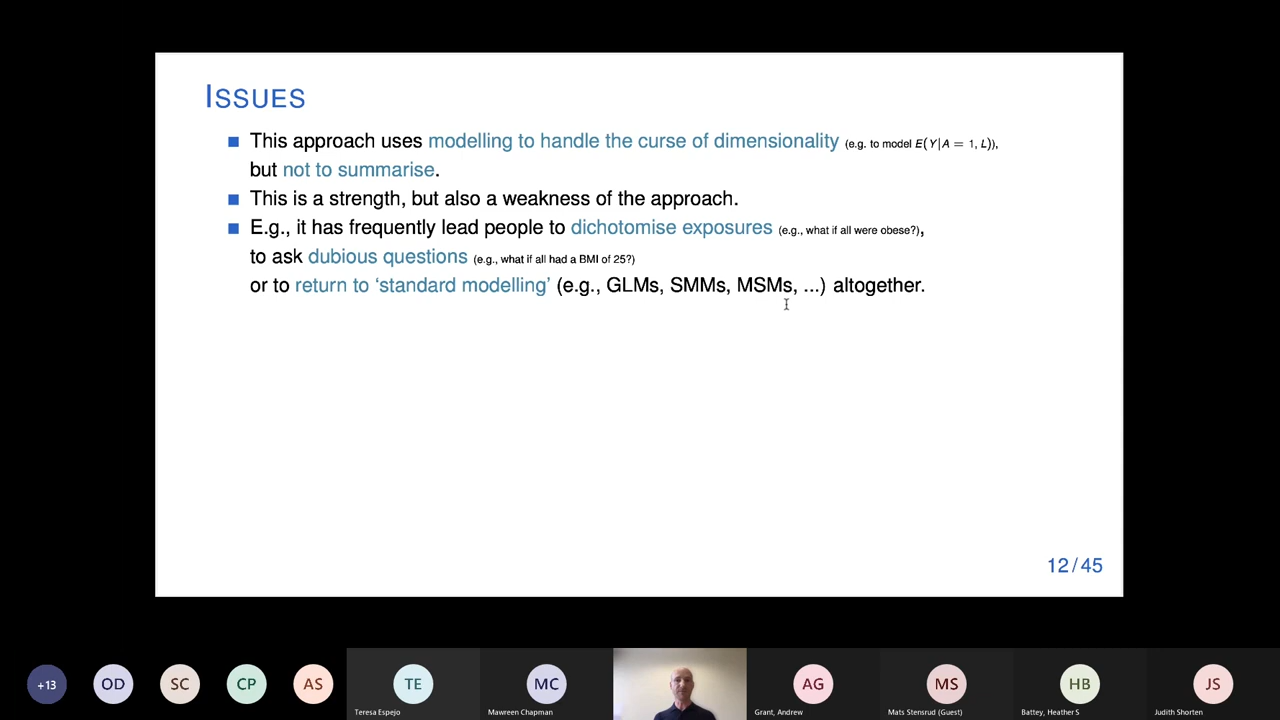 ISSUES
This approach uses modelling to handle the curse of dimensionality (e.g. to model E(Y|A = 1, L)),
but not to summarise.
This is a strength, but also a weakness of the approach.
E.g., it has frequently lead people to dichotomise exposures (e.g., what if all were obese?),
to ask dubious questions (e.g., what if all had a BMI of 25?)
or to return to ‘standard modelling’ (e.g., GLMs, SMMs, MSMs, ...) altogether.
12/45
+13 OD SC CP AS TE MC AG MS HB JS
Teresa Espejo Mawreen Chapman Grant, Andrew Mats Stensrud (Guest) Battey, Heather S Judith Shorten